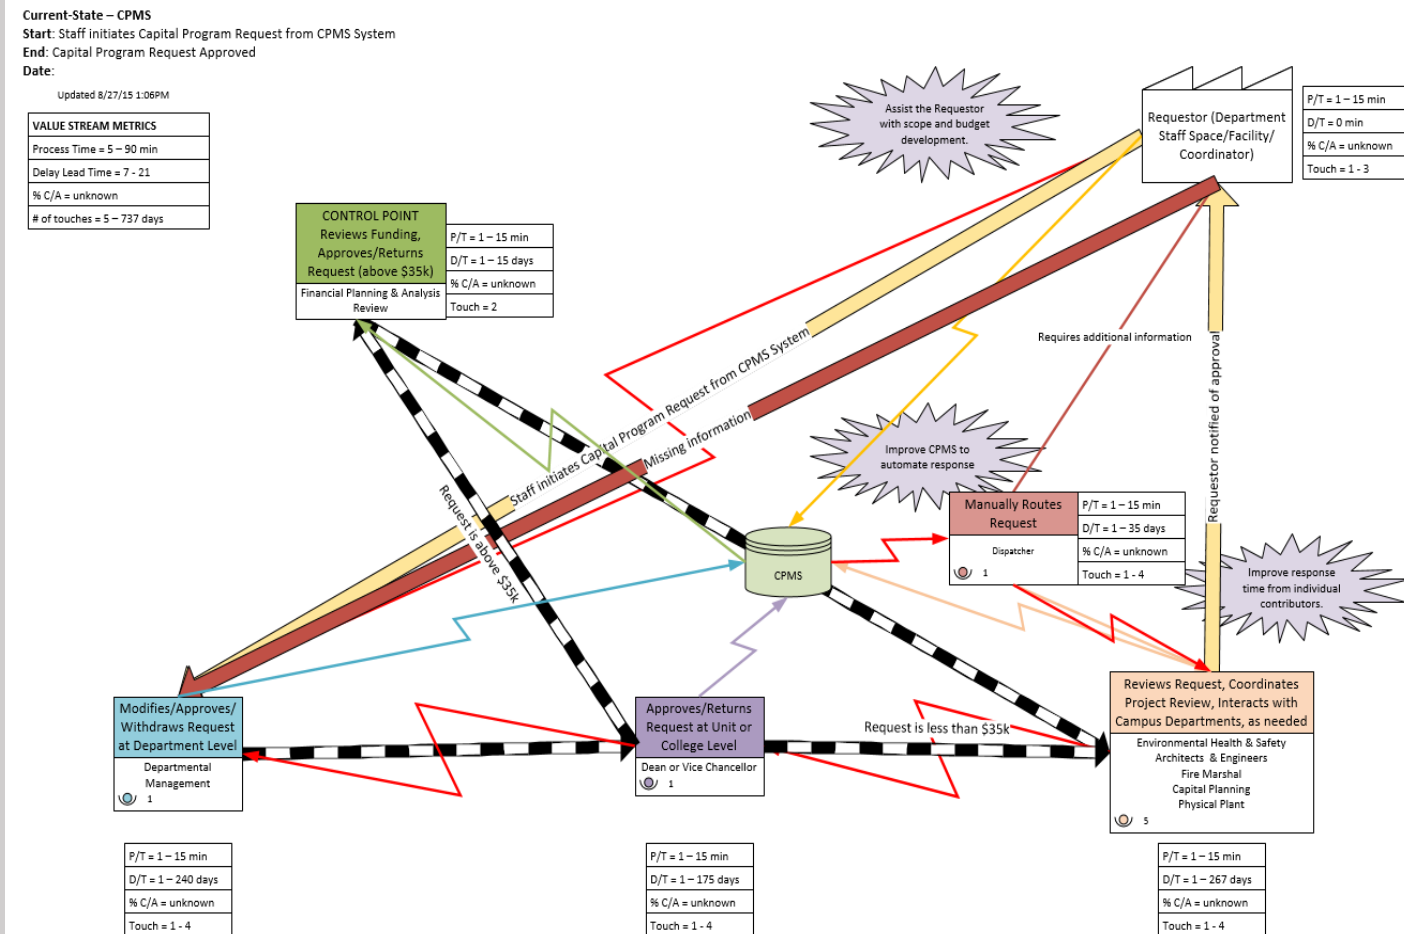 Current-State – CPMS
Start: Staff initiates Capital Program Request from CPMS System
End: Capital Program Request Approved
Date:
Updated 8/27/15 1:06PM
VALUE STREAM METRICS
Process Time = 5 – 90 min
Delay Lead Time = 7 - 21
% C/A = unknown
# of touches = 5 – 737 days
Assist the Requestor
with scope and budget
development.
Requestor (Department
Staff Space/Facility/
Coordinator)
P/T = 1 – 15 min
D/T = 0 min
% C/A = unknown
Touch = 1 - 3
CONTROL POINT
Reviews Funding,
Approves/Returns
Request (above $35k)
Financial Planning & Analysis
Review
P/T = 1 – 15 min
D/T = 1 – 15 days
% C/A = unknown
Touch = 2
Staff initiates Capital Program Request from CPMS System
Missing information
Requires additional information
Requestor notified of approval
Request is above $35k
Improve CPMS to
automate response
CPMS
Manually Routes
Request
Dispatcher
1
P/T = 1 – 15 min
D/T = 1 – 35 days
% C/A = unknown
Touch = 1 - 4
Improve response
time from individual
contributors.
Modifies/Approves/
Withdraws Request
at Department Level
Departmental
Management
1
P/T = 1 – 15 min
D/T = 1 – 240 days
% C/A = unknown
Touch = 1 - 4
Approves/Returns
Request at Unit or
College Level
Dean or Vice Chancellor
1
P/T = 1 – 15 min
D/T = 1 – 175 days
% C/A = unknown
Touch = 1 - 4
Request is less than $35k
Reviews Request, Coordinates
Project Review, Interacts with
Campus Departments, as needed
Environmental Health & Safety
Architects & Engineers
Fire Marshal
Capital Planning
Physical Plant
5
P/T = 1 – 15 min
D/T = 1 – 267 days
% C/A = unknown
Touch = 1 - 4